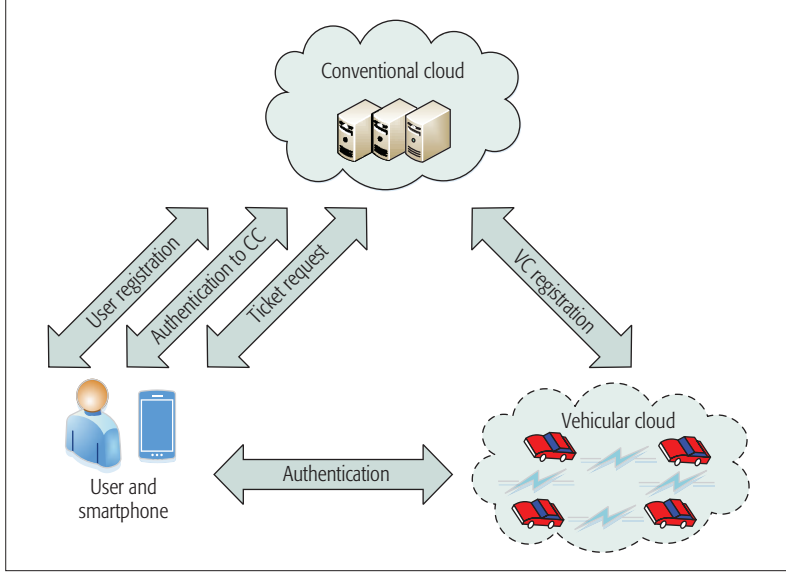 Conventional cloud
User registration
Authentication to CC
Ticket request
VC registration
Vehicular cloud
Authentication
User and
smartphone